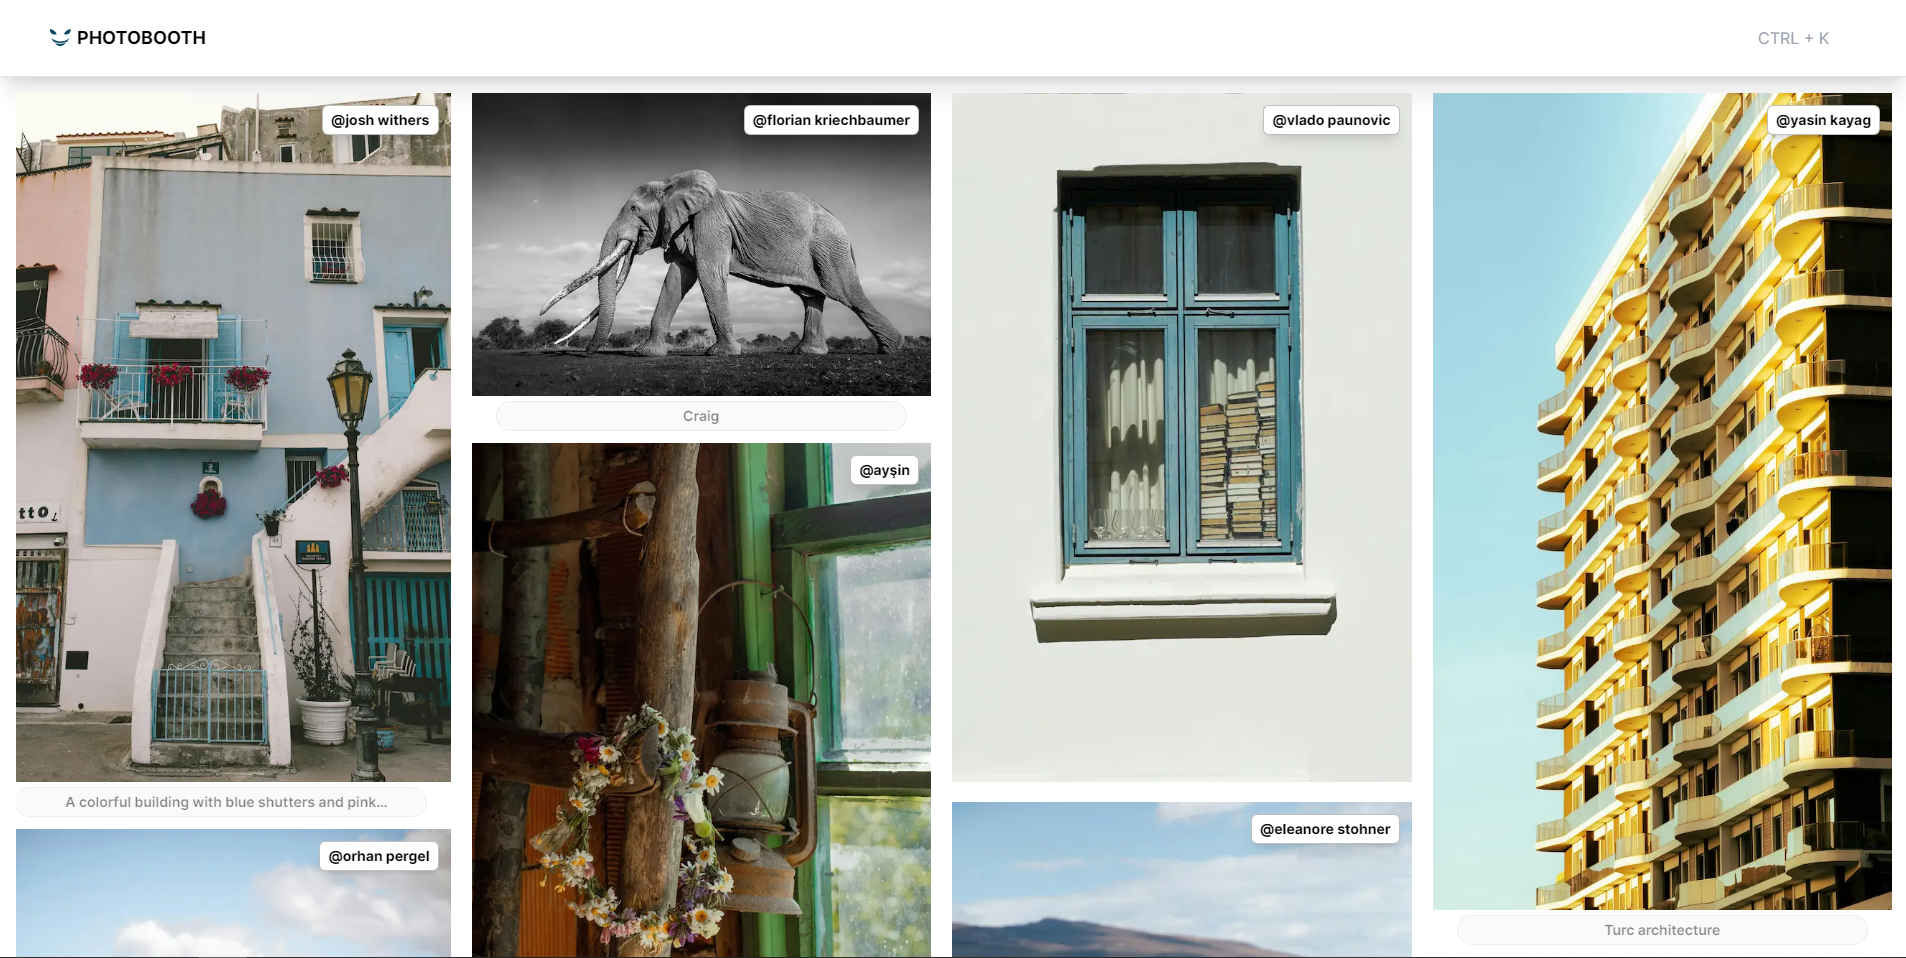 PHOTOBOOTH
CTRL + K
@josh withers
@florian kriechbaumer
@vlado paunovic
@yasin kayag
Craig
@ayşin
tto
A colorful building with blue shutters and pink...
@eleanore stohner
@orhan pergel
Turc architecture